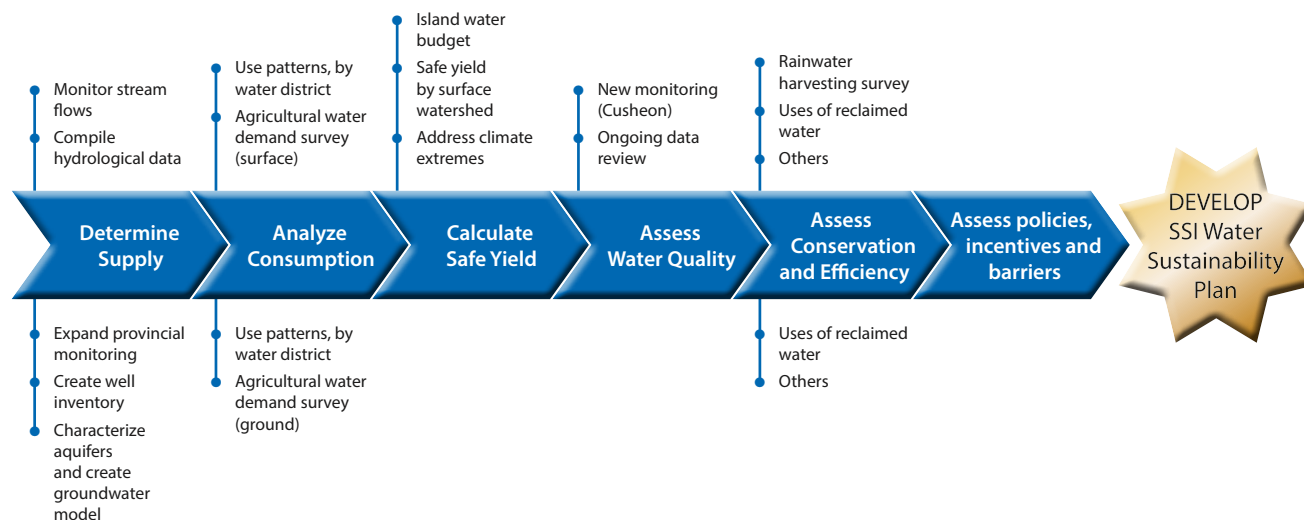 Monitor stream
flows
Compile
hydrological data
Use patterns, by
water district
Agricultural water
demand survey
(surface)
Island water
budget
Safe yield
by surface
watershed
Address climate
extremes
New monitoring
(Cusheon)
Ongoing data
review
Rainwater
harvesting survey
Uses of reclaimed
water
Others
Determine
Supply
Analyze
Consumption
Calculate
Safe Yield
Assess
Water Quality
Assess
Conservation
and Efficiency
Assess policies,
incentives and
barriers
DEVELOP
SSI Water
Sustainability
Plan
Expand provincial
monitoring
Create well
inventory
Characterize
aquifers
and create
groundwater
model
Use patterns, by
water district
Agricultural water
demand survey
(ground)
Uses of reclaimed
water
Others